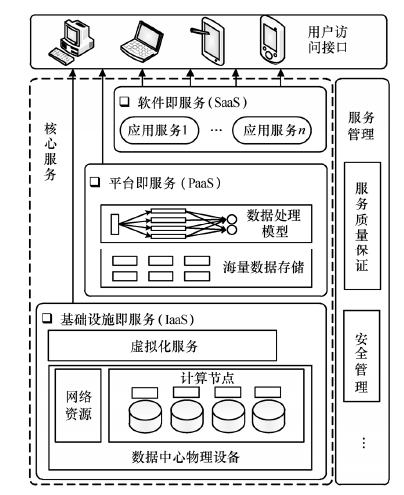 用户访
问接口
核心服务
❑ 软件即服务(SaaS)
应用服务1 … 应用服务n
❑ 平台即服务(PaaS)
数据处理
模型
海量数据存储
❑ 基础设施即服务(IaaS)
虚拟化服务
网络
资源
计算节点
数据中心物理设备
服务
管理
服务质量保证
安全管理
⋮